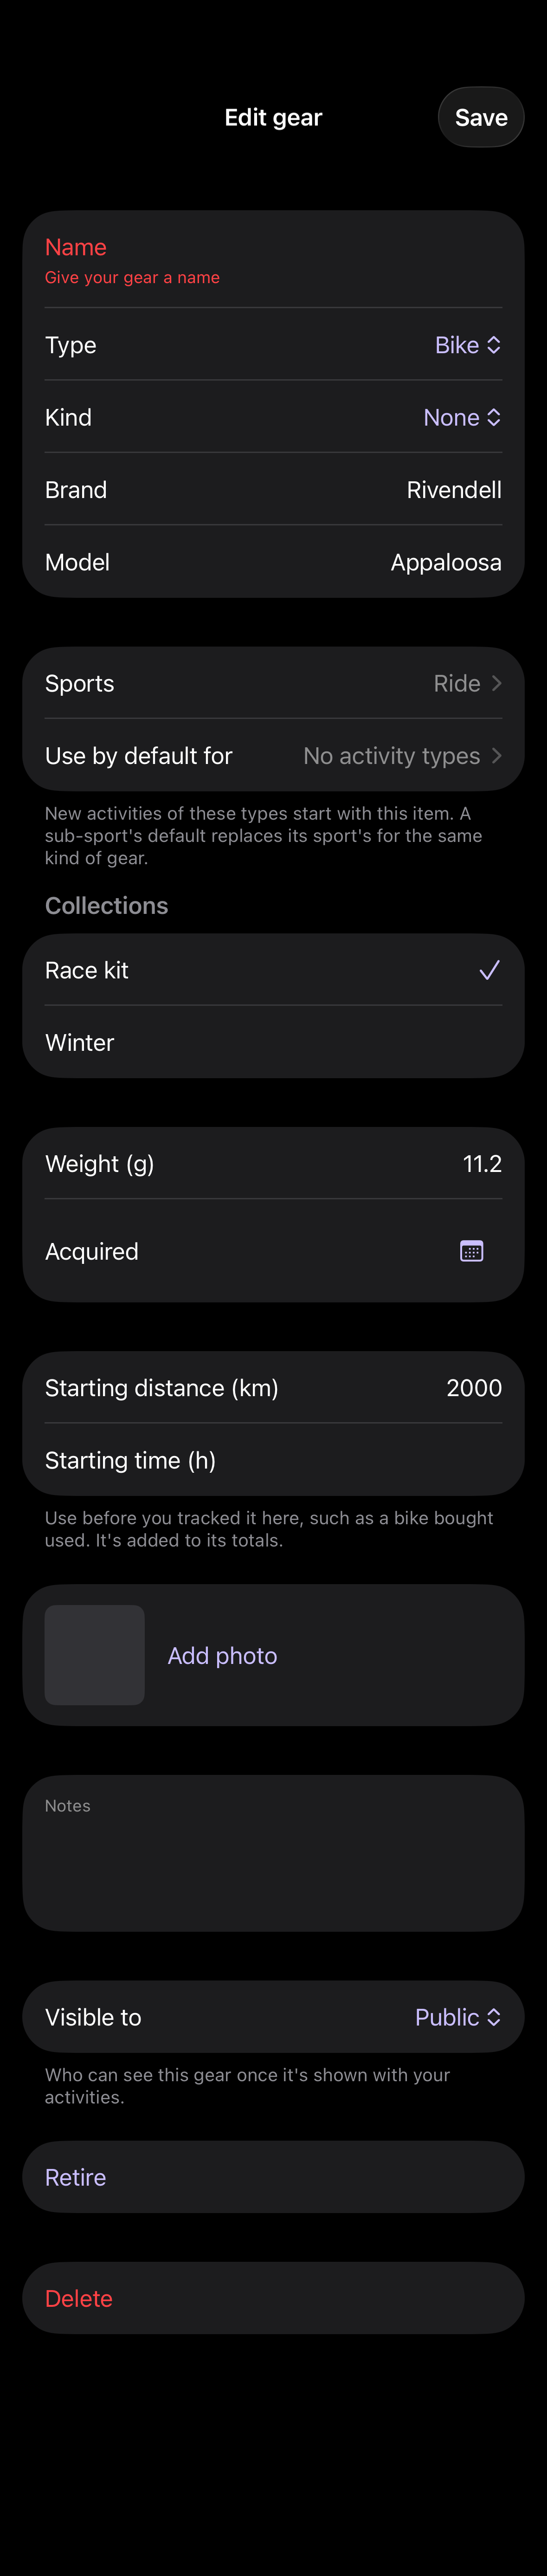 Edit gear
Save
Name
Give your gear a name
Type
Bike
Kind
None
Brand
Rivendell
Model
Appaloosa
Sports
Ride
Use by default for
No activity types
New activities of these types start with this item. A
sub-sport's default replaces its sport's for the same
kind of gear.
Collections
Race kit
Winter
Weight (g)
11.2
Acquired
Starting distance (km)
2000
Starting time (h)
Use before you tracked it here, such as a bike bought
used. It's added to its totals.
Add photo
Notes
Visible to
Public
Who can see this gear once it's shown with your
activities.
Retire
Delete